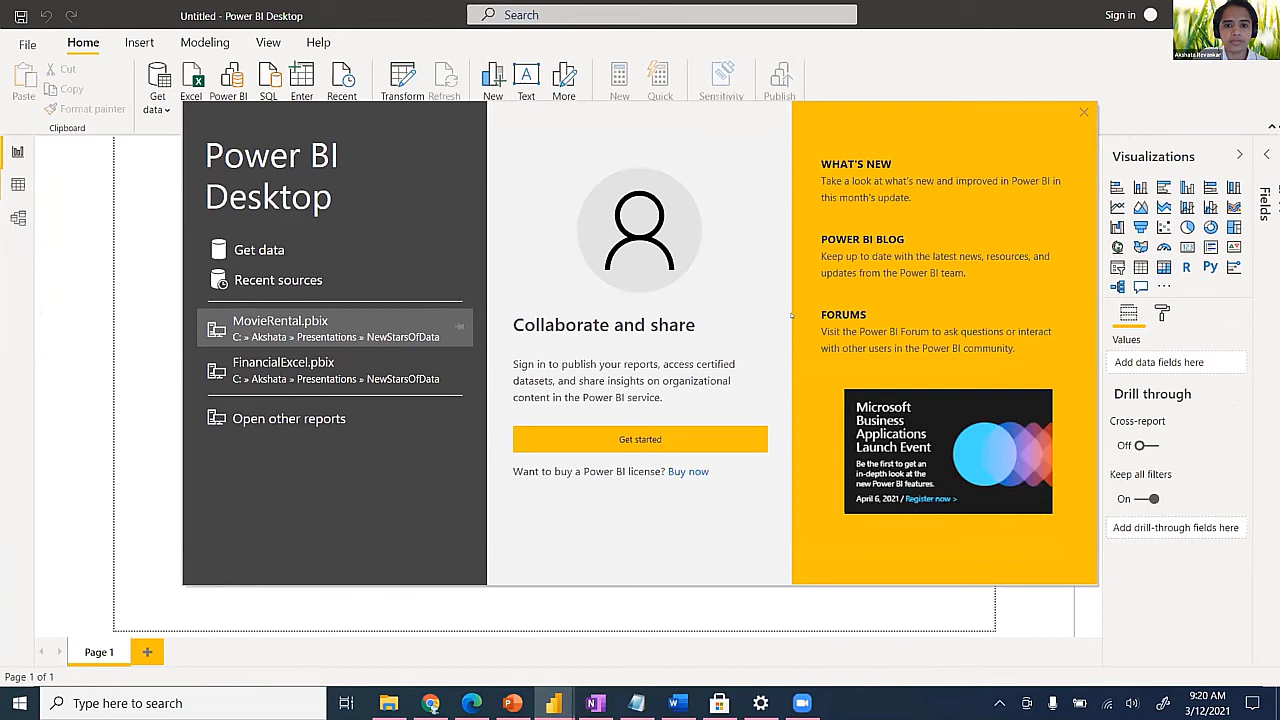 Untitled - Power BI Desktop
Search
Sign in
Akshata Revankar
File
Home
Insert
Modeling
View
Help
Paste
Cut
Copy
Format painter
Clipboard
Get
data
Excel
Power BI
SQL
Enter
Recent
Transform
Refresh
New
Text
More
New
Quick
Sensitivity
Publish
Power BI
Desktop
Get data
Recent sources
MovieRental.pbix
C: » Akshata » Presentations » NewStarsOfData
FinancialExcel.pbix
C: » Akshata » Presentations » NewStarsOfData
Open other reports
Collaborate and share
Sign in to publish your reports, access certified
datasets, and share insights on organizational
content in the Power BI service.
Get started
Want to buy a Power BI license? Buy now
WHAT'S NEW
Take a look at what's new and improved in Power BI in
this month's update.
POWER BI BLOG
Keep up to date with the latest news, resources, and
updates from the Power BI team.
FORUMS
Visit the Power BI Forum to ask questions or interact
with other users in the Power BI community.
Microsoft
Business
Applications
Launch Event
Be the first to get an
in-depth look at the
new Power BI features.
April 6, 2021 / Register now >
Visualizations
Fields
R
Py
Values
Add data fields here
Drill through
Cross-report
Off
Keep all filters
On
Add drill-through fields here
Page 1
Page 1 of 1
Type here to search
9:20 AM
3/12/2021